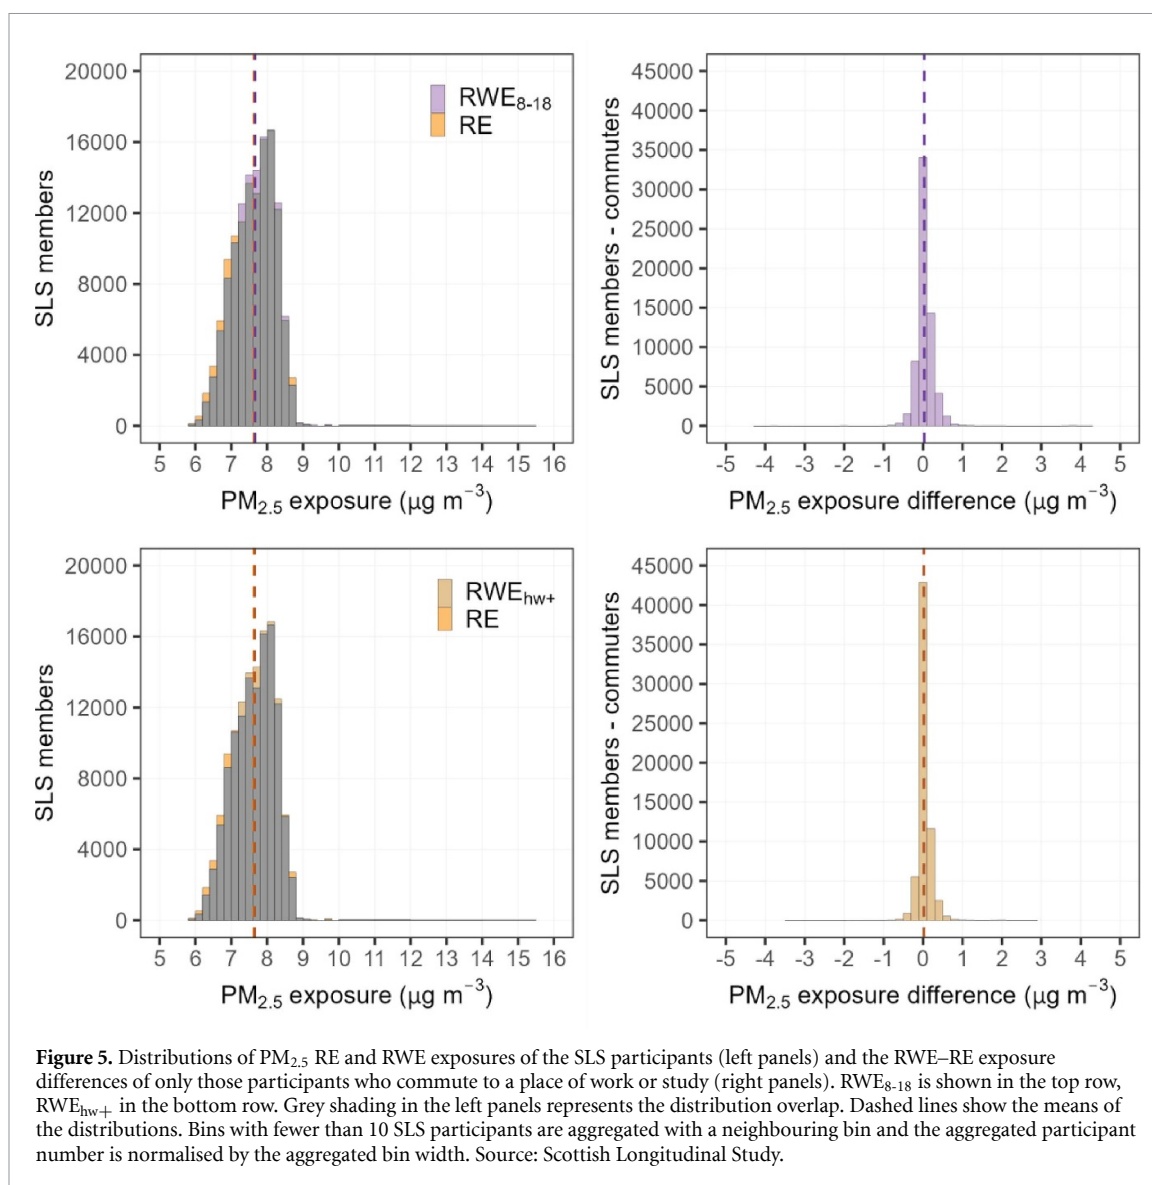 20000
16000
12000
8000
4000
0
SLS members
RWE8-18
RE
5 6 7 8 9 10 11 12 13 14 15 16
PM2.5 exposure (µg m−3)
45000
40000
35000
30000
25000
20000
15000
10000
5000
0
SLS members - commuters
-5 -4 -3 -2 -1 0 1 2 3 4 5
PM2.5 exposure difference (µg m−3)
20000
16000
12000
8000
4000
0
SLS members
RWEhw+
RE
5 6 7 8 9 10 11 12 13 14 15 16
PM2.5 exposure (µg m−3)
45000
40000
35000
30000
25000
20000
15000
10000
5000
0
SLS members - commuters
-5 -4 -3 -2 -1 0 1 2 3 4 5
PM2.5 exposure difference (µg m−3)
Figure 5. Distributions of PM2.5 RE and RWE exposures of the SLS participants (left panels) and the RWE–RE exposure
differences of only those participants who commute to a place of work or study (right panels). RWE8-18 is shown in the top row,
RWEhw+ in the bottom row. Grey shading in the left panels represents the distribution overlap. Dashed lines show the means of
the distributions. Bins with fewer than 10 SLS participants are aggregated with a neighbouring bin and the aggregated participant
number is normalised by the aggregated bin width. Source: Scottish Longitudinal Study.